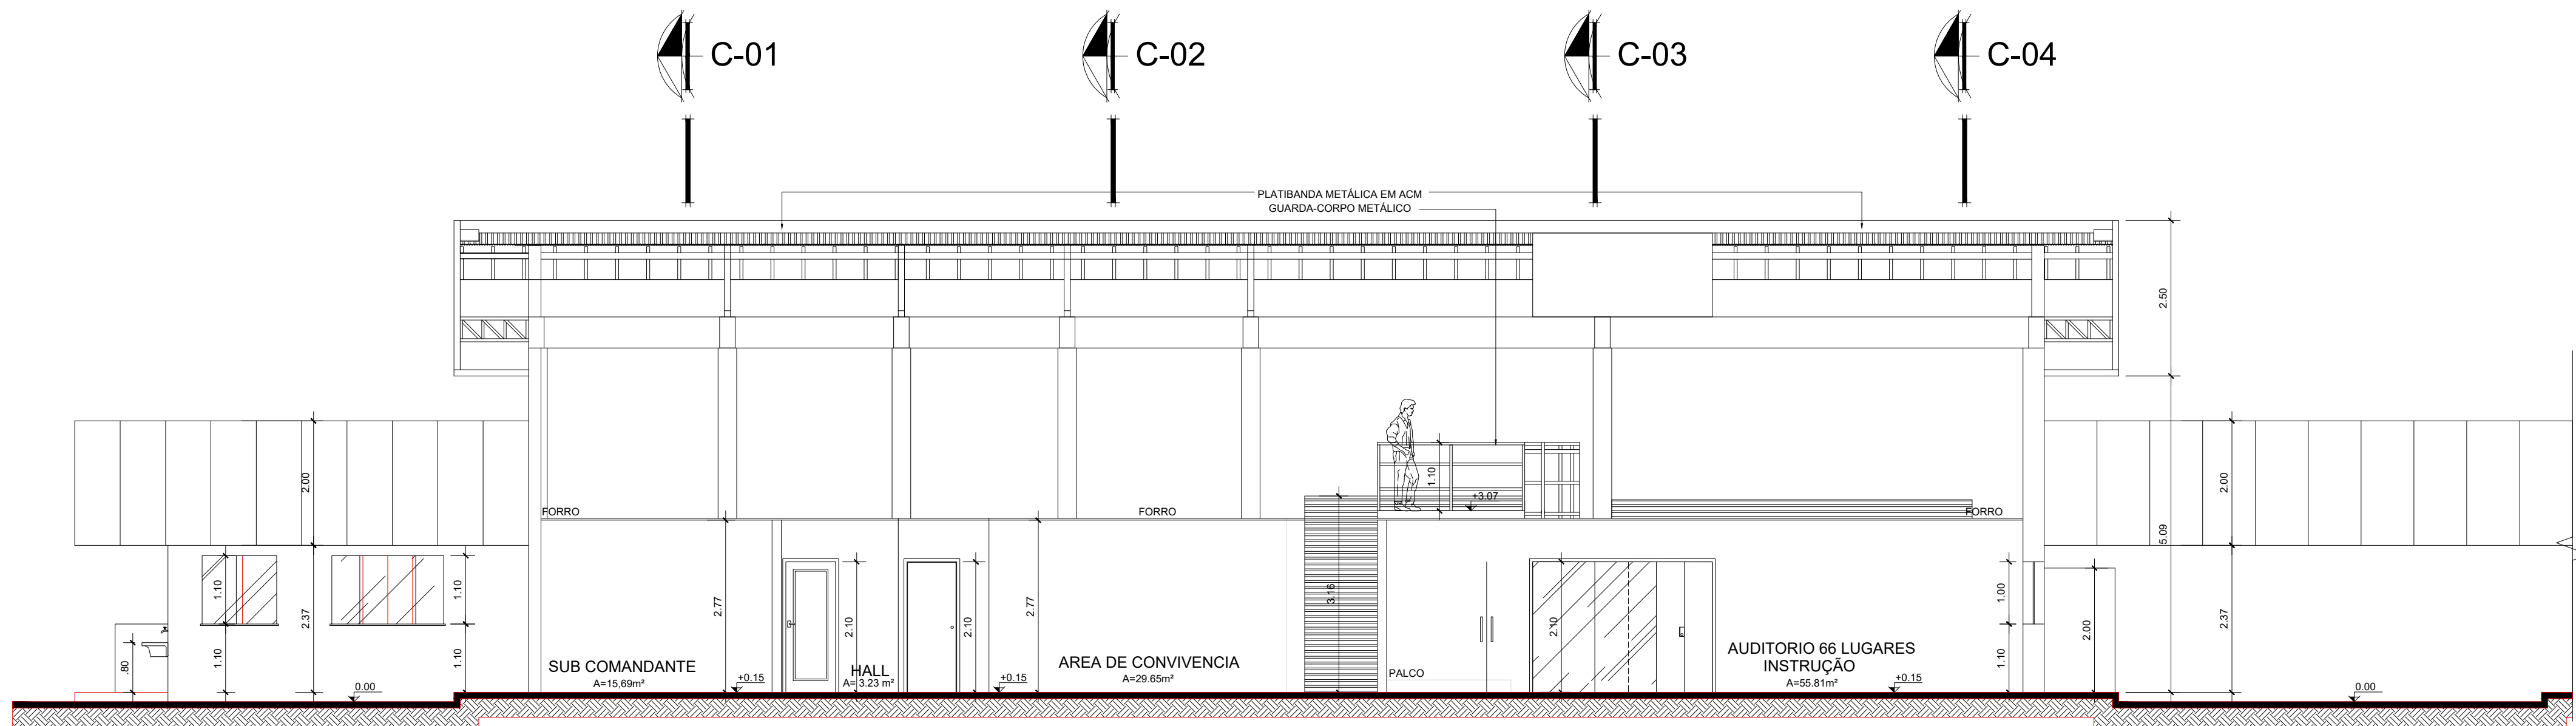 C-01
C-02
C-03
C-04
PLATIBANDA METÁLICA EM ACM
GUARDA-CORPO METÁLICO
2.50
2.00
1.10
+3.07
2.00
FORRO
FORRO
FORRO
5.09
1.10
2.37
1.10
2.77
2.10
2.10
2.77
3.16
2.10
1.00
2.00
2.37
.80
1.10
1.10
1.10
SUB COMANDANTE
A=15,69m²
+0.15
HALL
A= 3.23 m²
+0.15
AREA DE CONVIVENCIA
A=29.65m²
PALCO
AUDITORIO 66 LUGARES
INSTRUÇÃO
A=55.81m²
+0.15
0.00
0.00